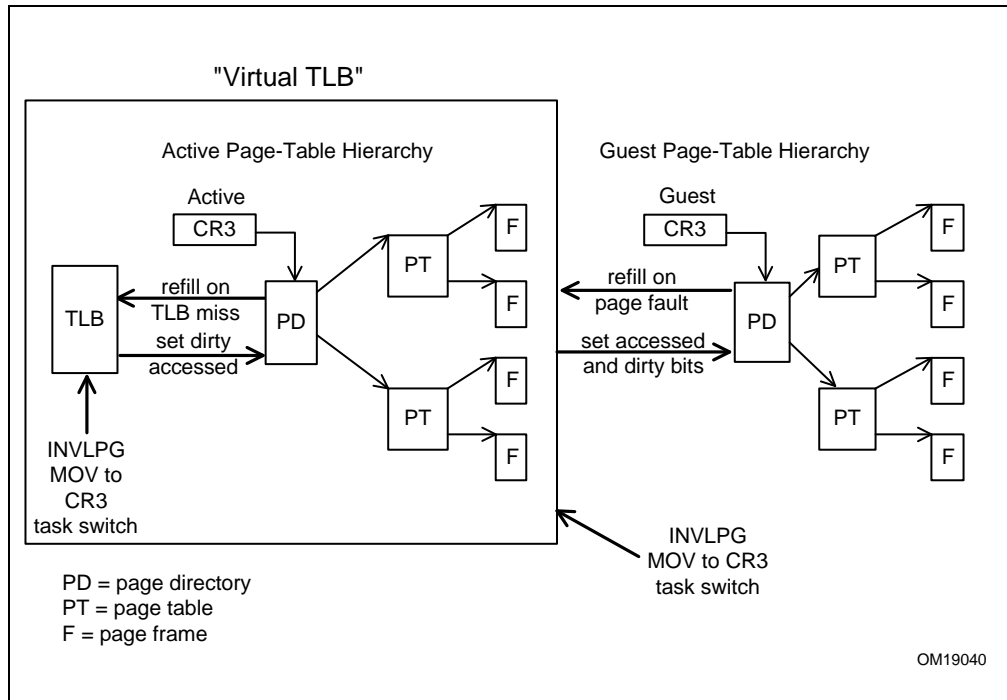 "Virtual TLB"
Active Page-Table Hierarchy
Guest Page-Table Hierarchy
Active
CR3
Guest
CR3
F
PT
F
TLB
refill on
TLB miss
set dirty
accessed
PD
F
PT
F
refill on
page fault
set accessed
and dirty bits
PD
F
PT
F
F
PT
F
INVLPG
MOV to
CR3
task switch
INVLPG
MOV to CR3
task switch
PD = page directory
PT = page table
F = page frame
OM19040